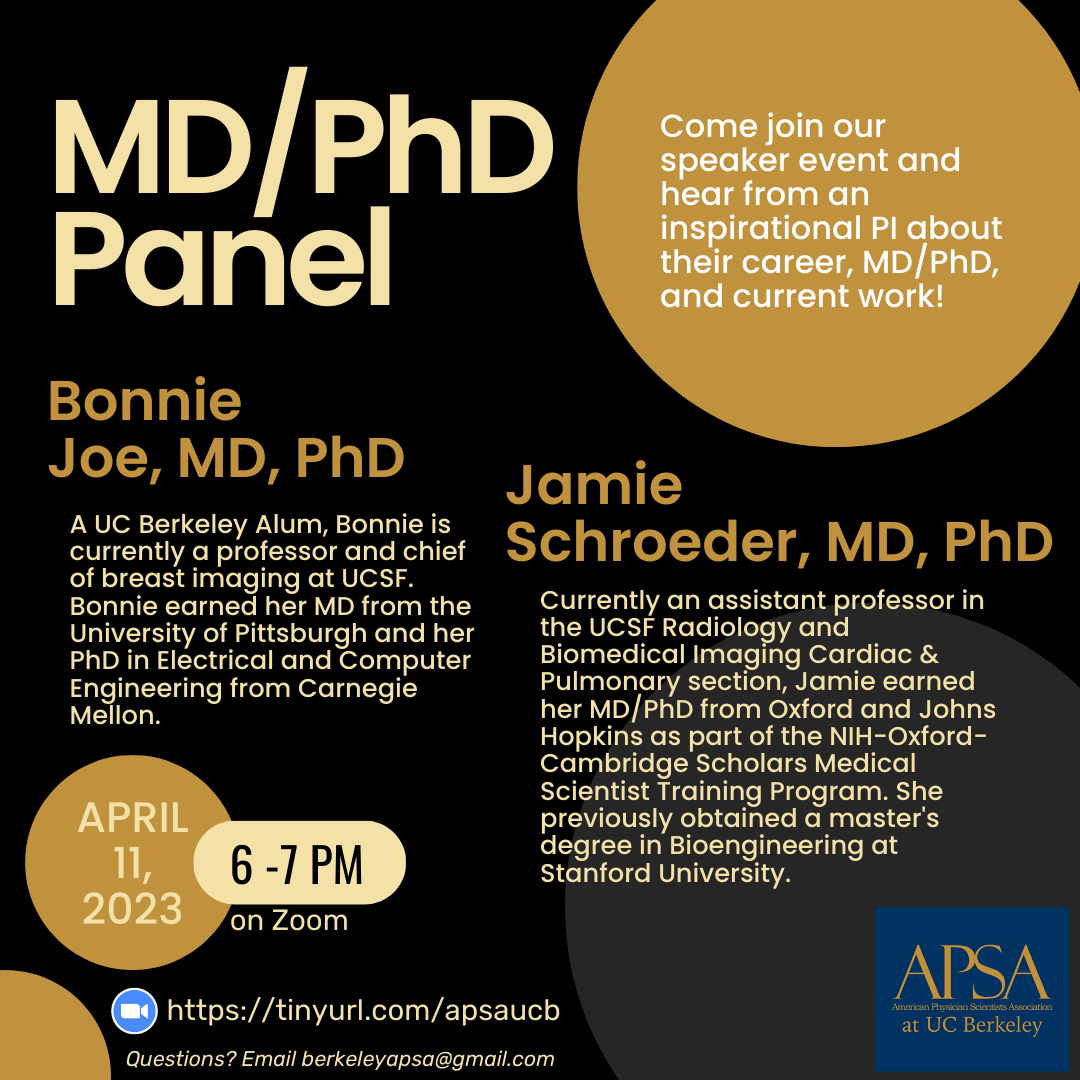 MD/PhD
Panel
Come join our
speaker event and
hear from an
inspirational PI about
their career, MD/PhD,
and current work!
Bonnie
Joe, MD, PhD
A UC Berkeley Alum, Bonnie is
currently a professor and chief
of breast imaging at UCSF.
Bonnie earned her MD from the
University of Pittsburgh and her
PhD in Electrical and Computer
Engineering from Carnegie
Mellon.
Jamie
Schroeder, MD, PhD
Currently an assistant professor in
the UCSF Radiology and
Biomedical Imaging Cardiac &
Pulmonary section, Jamie earned
her MD/PhD from Oxford and Johns
Hopkins as part of the NIH-Oxford-
Cambridge Scholars Medical
Scientist Training Program. She
previously obtained a master's
degree in Bioengineering at
Stanford University.
APRIL
11,
2023
6 -7 PM
on Zoom
https://tinyurl.com/apsaucb
Questions? Email berkeleyapsa@gmail.com
APSA
American Physician Scientists Association
at UC Berkeley